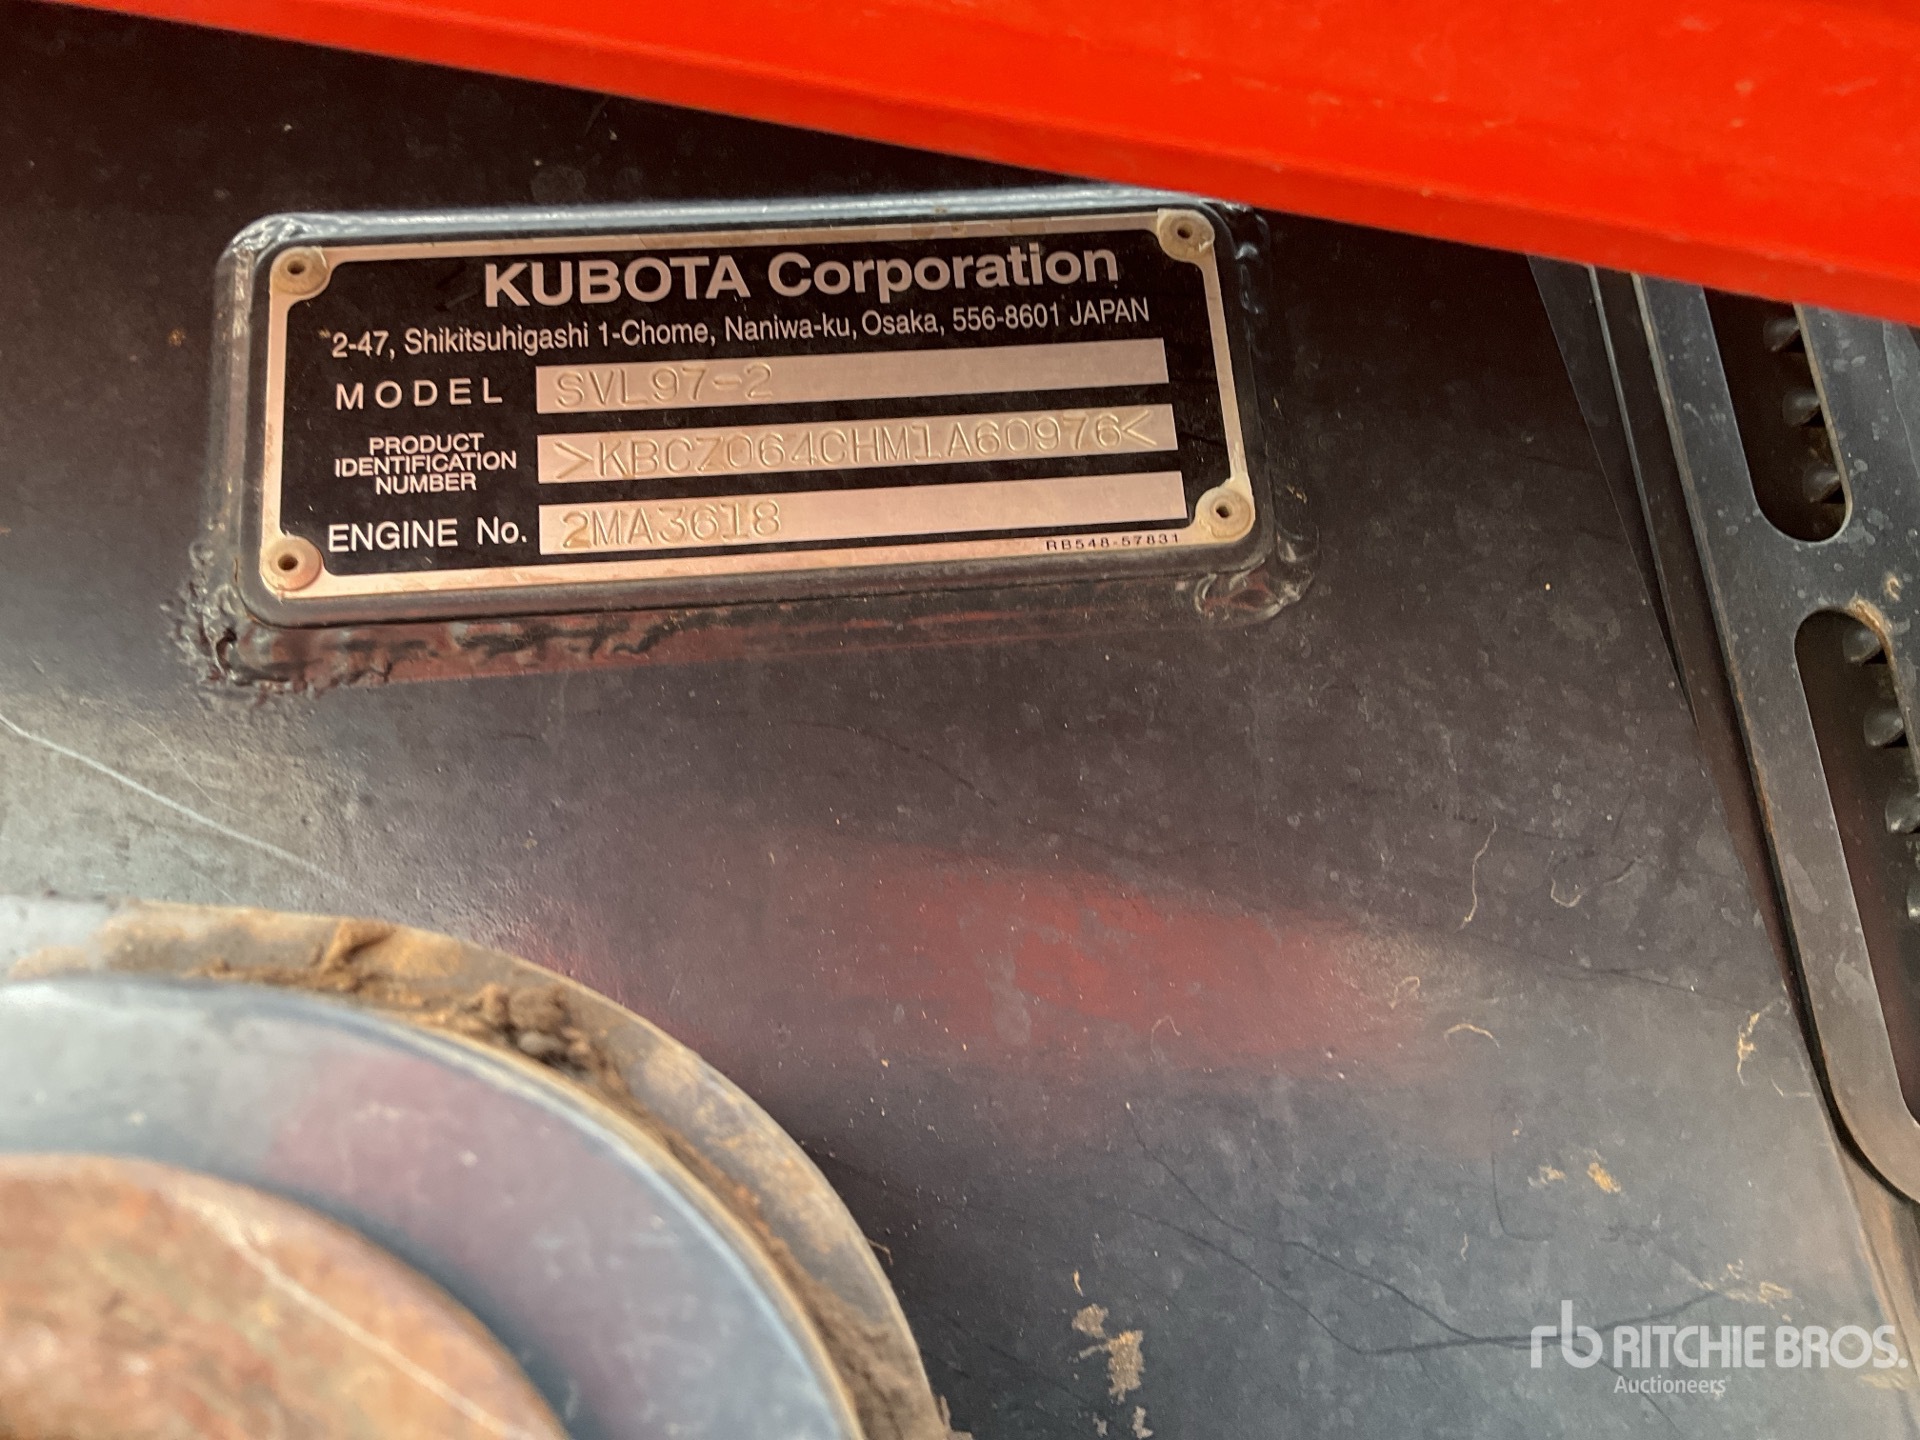 KUBOTA Corporation
2-47, Shikitsuhigashi 1-Chome, Naniwa-ku, Osaka, 556-8601 JAPAN
MODEL SVL97-2
PRODUCT IDENTIFICATION NUMBER >KBCZ064CHM1A60976<
ENGINE No. 2MA3618
RB548-57831
rb RITCHIE BROS.
Auctioneers